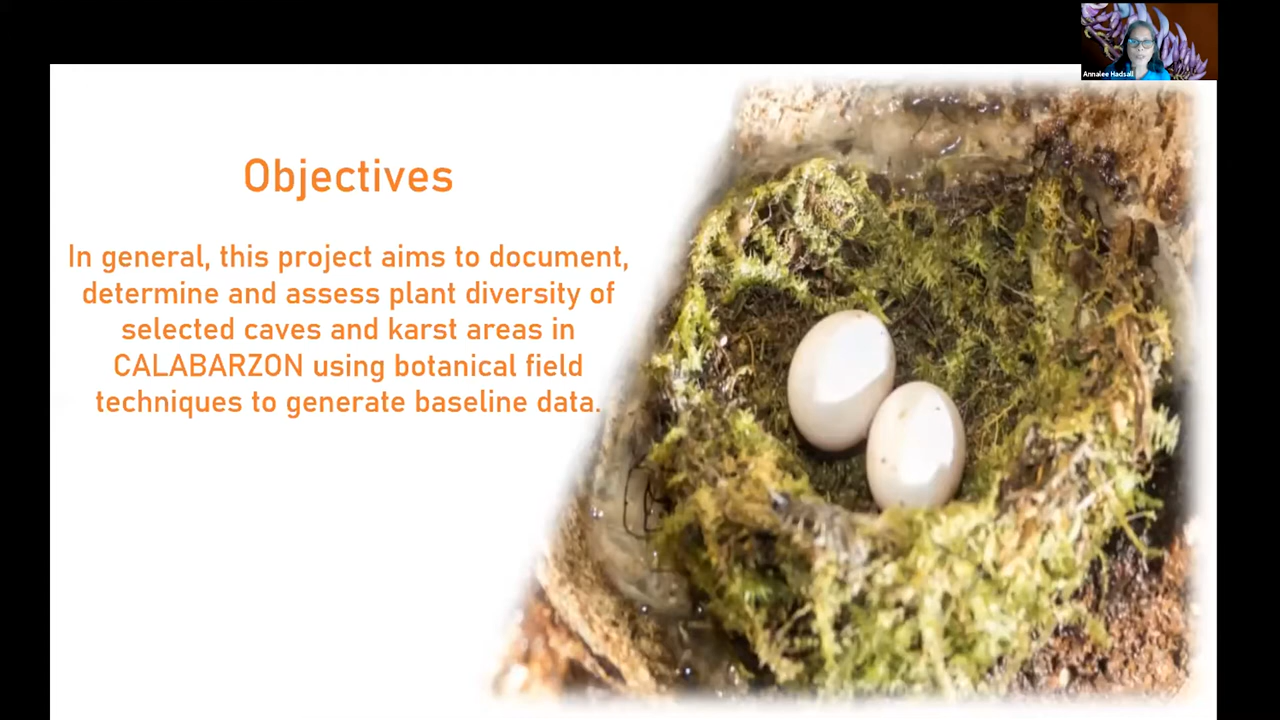 Annalee Hadsall
Objectives
In general, this project aims to document,
determine and assess plant diversity of
selected caves and karst areas in
CALABARZON using botanical field
techniques to generate baseline data.